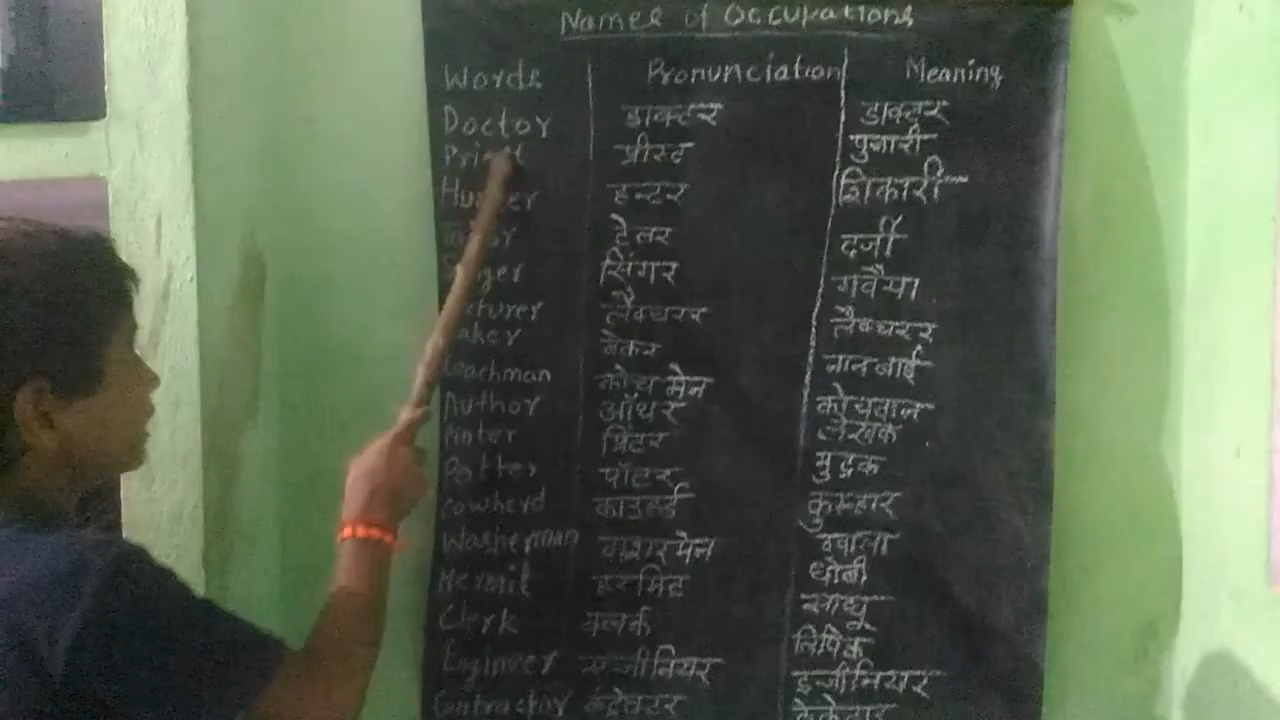 Names of Occupations
Words Pronunciation Meaning
Doctor डाक्टर डाक्टर
प्रीस्ट पुजारी
हन्टर शिकारी
टैलर दर्जी
सिंगर गवैया
लैक्चरर लैक्चरर
बैकर नानबाई
Coachman कोचमैन कोचवान
Author ऑथर लेखक
प्रिंटर मुद्रक
Potter पॉटर कुम्हार
Cowherd काउहर्ड ग्वाला
Washerman वाशरमैन धोबी
Hermit हरमिट साधू
Clerk क्लर्क लिपिक
Engineer इन्जीनियर इन्जीनियर
Contractor कंट्रेक्टर